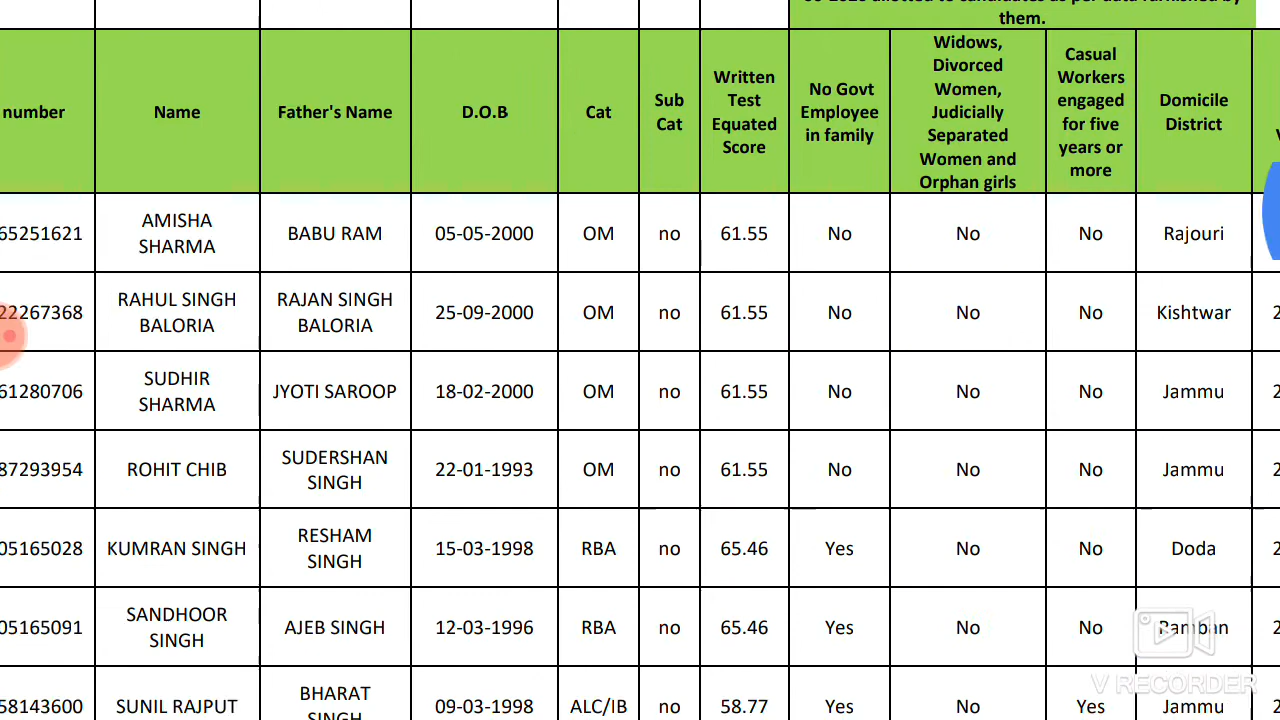 them.
number Name Father's Name D.O.B Cat Sub Cat Written Test Equated Score No Govt Employee in family Widows, Divorced Women, Judicially Separated Women and Orphan girls Casual Workers engaged for five years or more Domicile District
65251621 AMISHA SHARMA BABU RAM 05-05-2000 OM no 61.55 No No No Rajouri
22267368 RAHUL SINGH BALORIA RAJAN SINGH BALORIA 25-09-2000 OM no 61.55 No No No Kishtwar 2
61280706 SUDHIR SHARMA JYOTI SAROOP 18-02-2000 OM no 61.55 No No No Jammu 2
87293954 ROHIT CHIB SUDERSHAN SINGH 22-01-1993 OM no 61.55 No No No Jammu 2
05165028 KUMRAN SINGH RESHAM SINGH 15-03-1998 RBA no 65.46 Yes No No Doda 2
05165091 SANDHOOR SINGH AJEB SINGH 12-03-1996 RBA no 65.46 Yes No No Ramban 2
58143600 SUNIL RAJPUT BHARAT SINGH 09-03-1998 ALC/IB no 58.77 Yes No Yes Jammu 2
V RECORDER